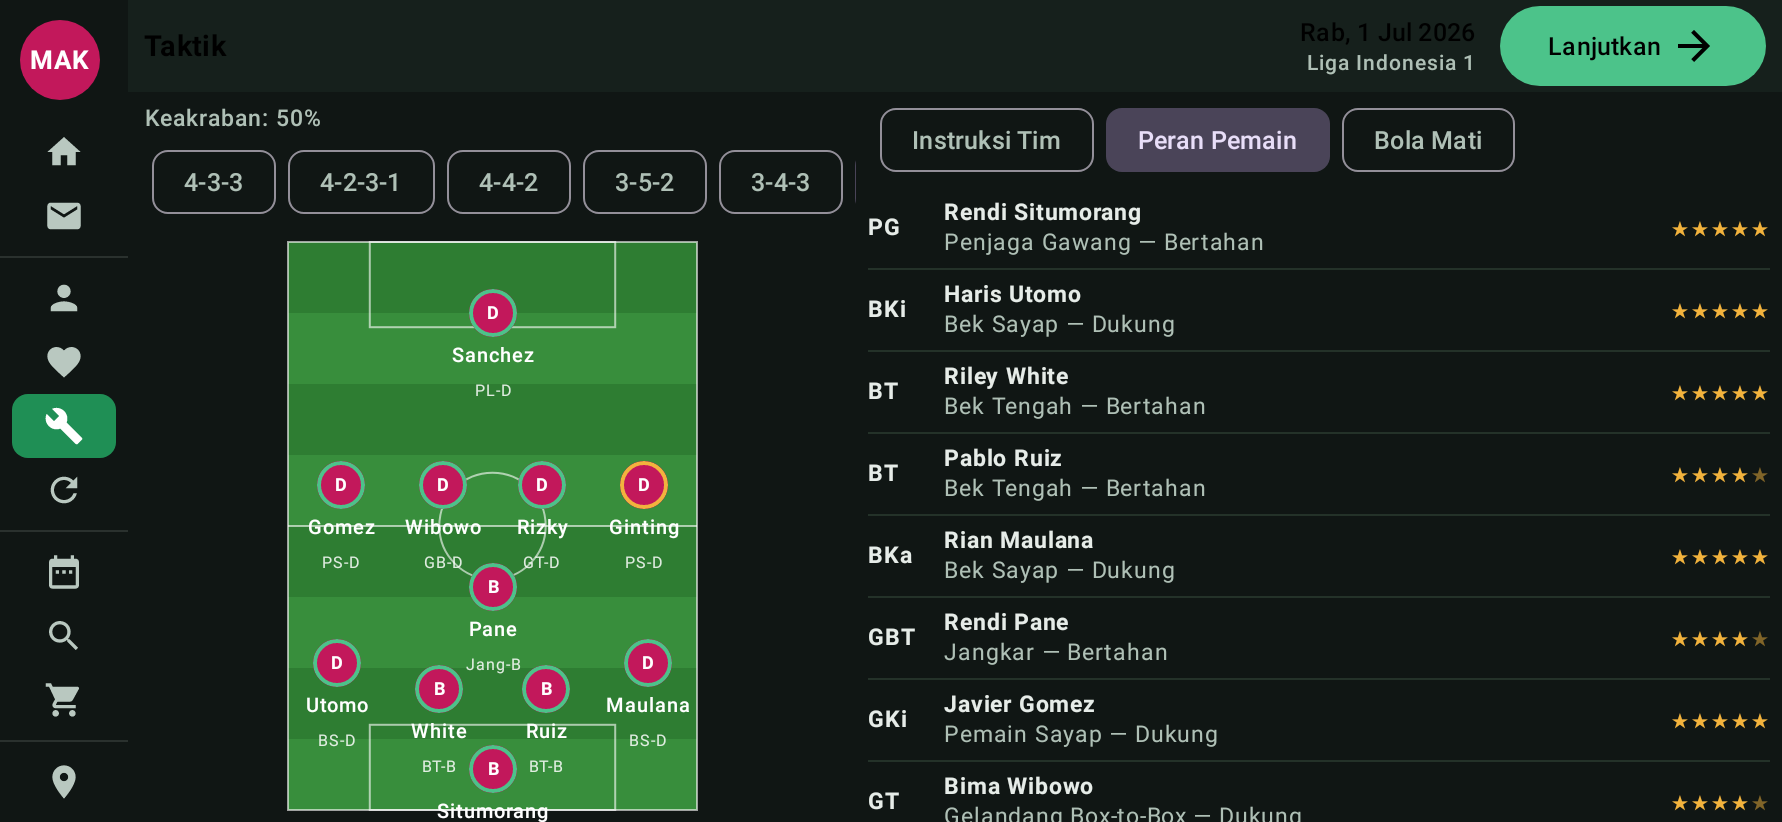 MAK
Taktik
Rab, 1 Jul 2026
Liga Indonesia 1
Lanjutkan
Keakraban: 50%
4-3-3
4-2-3-1
4-4-2
3-5-2
3-4-3
D
Sanchez
PL-D
D
D
D
D
Gomez
Wibowo
Rizky
Ginting
PS-D
GB-D
GT-D
PS-D
B
Pane
Jang-B
D
D
Utomo
Maulana
BS-D
BS-D
B
B
White
Ruiz
BT-B
BT-B
B
Situmorang
Instruksi Tim
Peran Pemain
Bola Mati
PG
Rendi Situmorang
Penjaga Gawang — Bertahan
★★★★★
BKi
Haris Utomo
Bek Sayap — Dukung
★★★★★
BT
Riley White
Bek Tengah — Bertahan
★★★★★
BT
Pablo Ruiz
Bek Tengah — Bertahan
★★★★★
BKa
Rian Maulana
Bek Sayap — Dukung
★★★★★
GBT
Rendi Pane
Jangkar — Bertahan
★★★★★
GKi
Javier Gomez
Pemain Sayap — Dukung
★★★★★
GT
Bima Wibowo
Gelandang Box-to-Box — Dukung
★★★★★